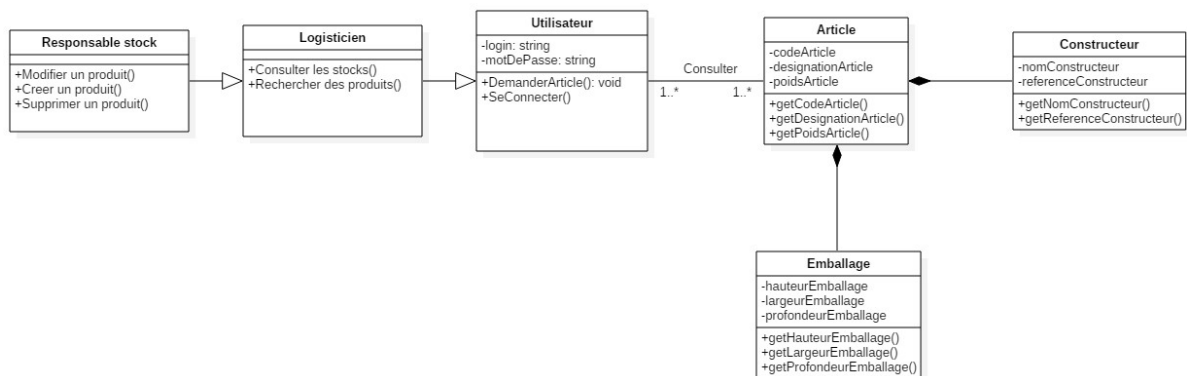 Responsable stock
+Modifier un produit()
+Creer un produit()
+Supprimer un produit()
Logisticien
+Consulter les stocks()
+Rechercher des produits()
Utilisateur
-login: string
-motDePasse: string
+DemanderArticle(): void
+SeConnecter()
Consulter
1..*
1..*
Article
-codeArticle
-designationArticle
-poidsArticle
+getCodeArticle()
+getDesignationArticle()
+getPoidsArticle()
Constructeur
-nomConstructeur
-referenceConstructeur
+getNomConstructeur()
+getReferenceConstructeur()
Emballage
-hauteurEmballage
-largeurEmballage
-profondeurEmballage
+getHauteurEmballage()
+getLargeurEmballage()
+getProfondeurEmballage()